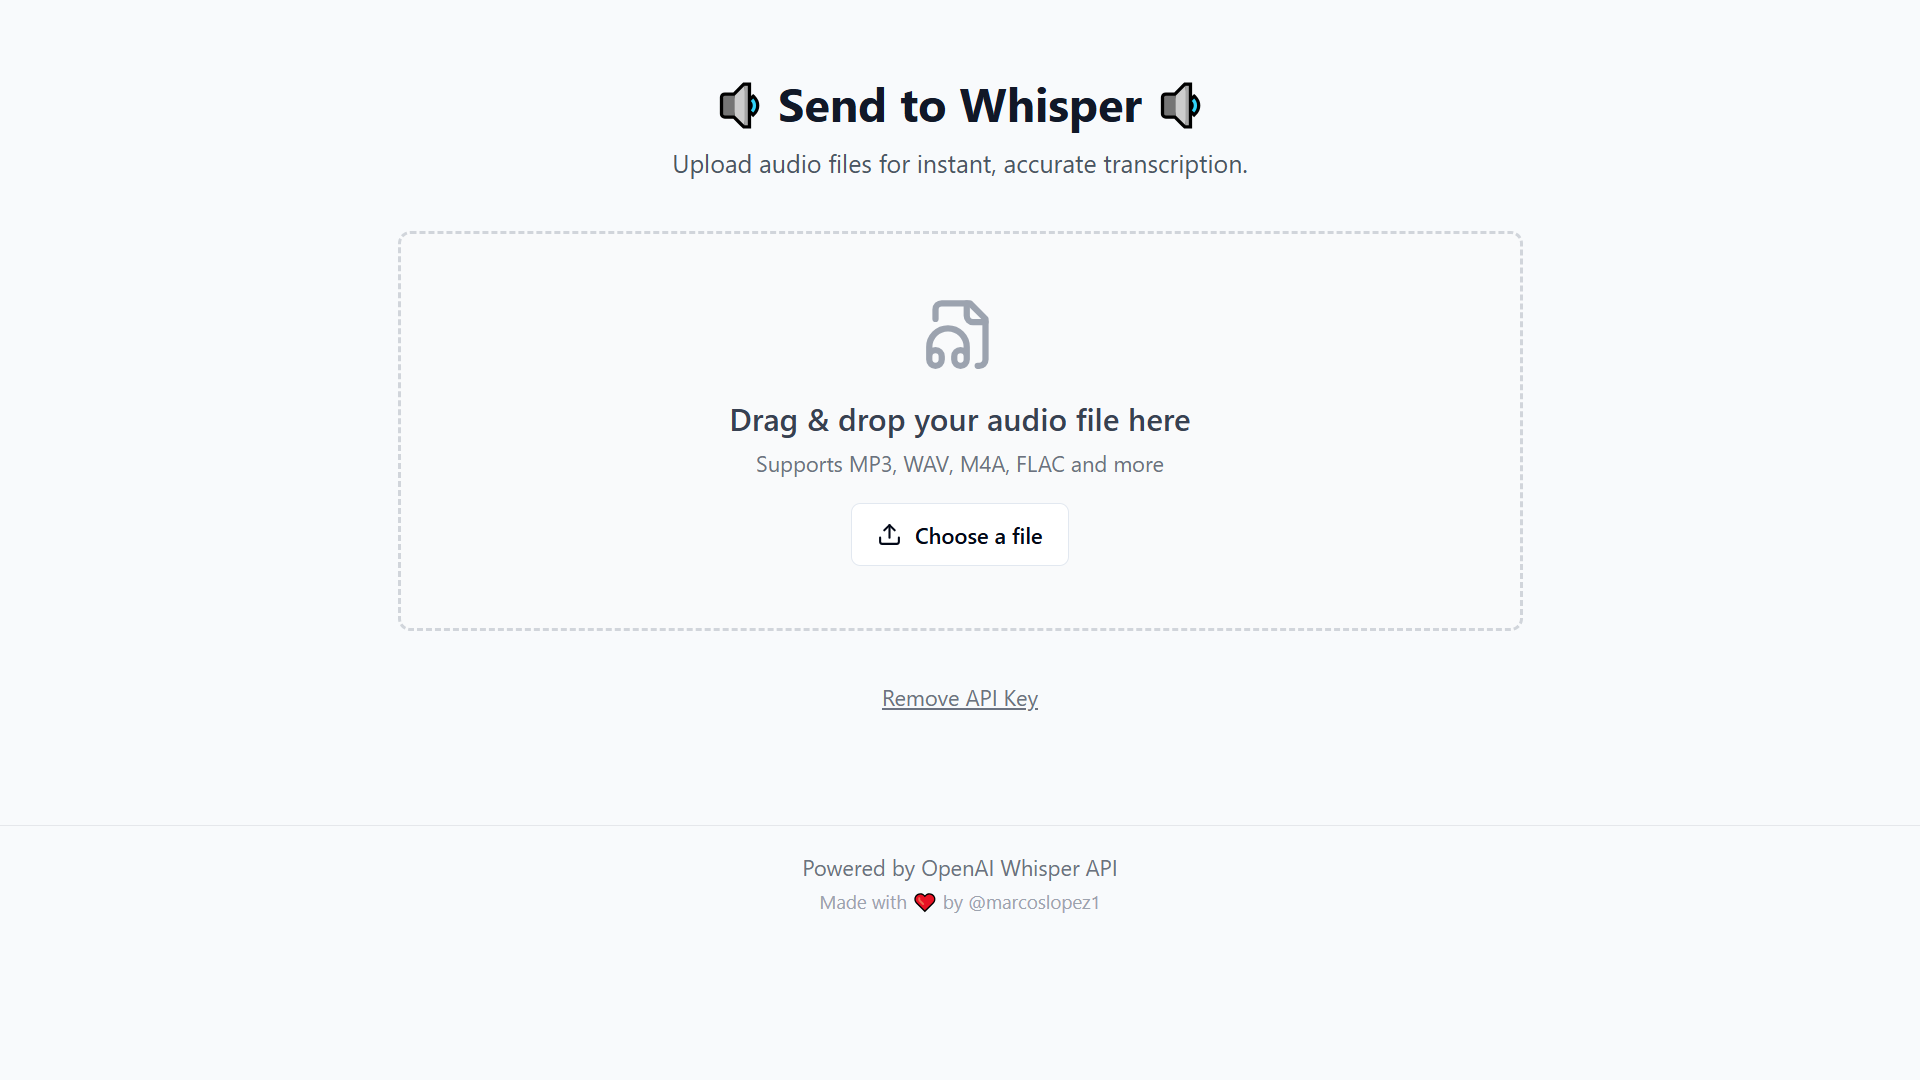 🔈 Send to Whisper 🔈
Upload audio files for instant, accurate transcription.
Drag & drop your audio file here
Supports MP3, WAV, M4A, FLAC and more
Choose a file
Remove API Key
Powered by OpenAI Whisper API
Made with ❤️ by @marcoslopez1